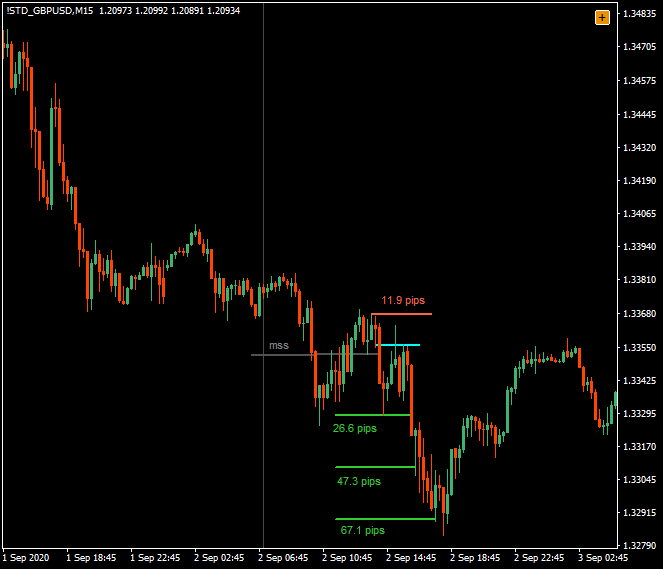 !STD_GBPUSD,M15 1.20973 1.20992 1.20891 1.20934
+
1.34835
1.34705
1.34575
1.34445
1.34320
1.34190
1.34065
1.33940
1.33810
1.33680
1.33550
1.33425
1.33295
1.33170
1.33045
1.32915
1.32790
11.9 pips
mss
26.6 pips
47.3 pips
67.1 pips
1 Sep 2020
1 Sep 18:45
1 Sep 22:45
2 Sep 02:45
2 Sep 06:45
2 Sep 10:45
2 Sep 14:45
2 Sep 18:45
2 Sep 22:45
3 Sep 02:45